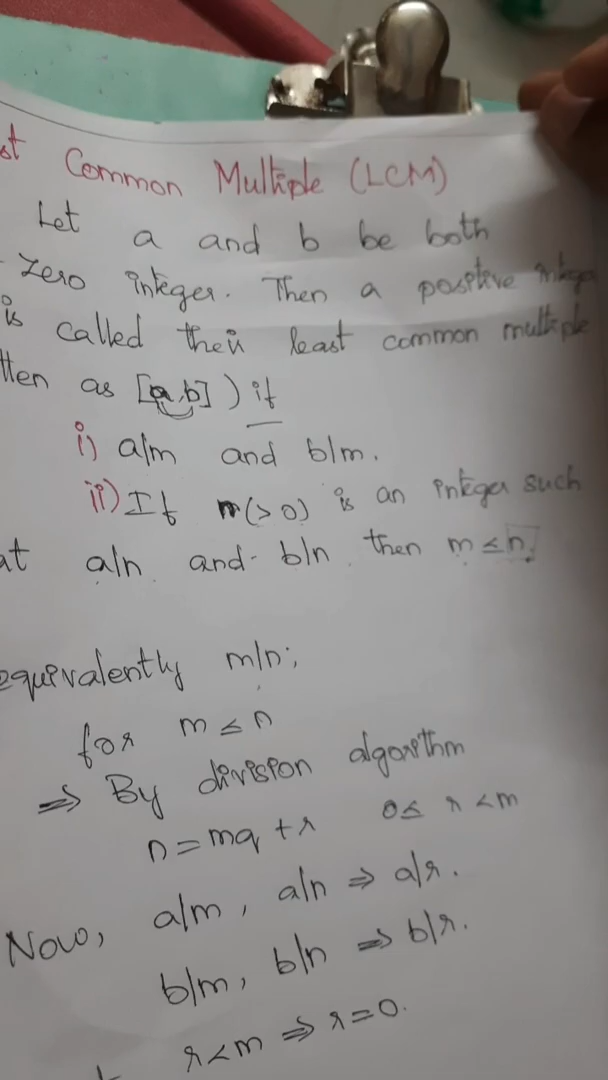 st Common Multiple (LCM)
Let a and b be both
- zero integer. Then a positive integer
is called their least common multiple
tten as [a,b] ) if
i) a/m and b/m.
ii) If n(>0) is an integer such
at a/n and b/n then m ≤ n.
equivalently m/n;
for m ≤ n
⇒ By division algorithm
n = mq + r 0 ≤ r < m
Now, a/m, a/n ⇒ a/r.
b/m, b/n ⇒ b/r.
r < m ⇒ r = 0.